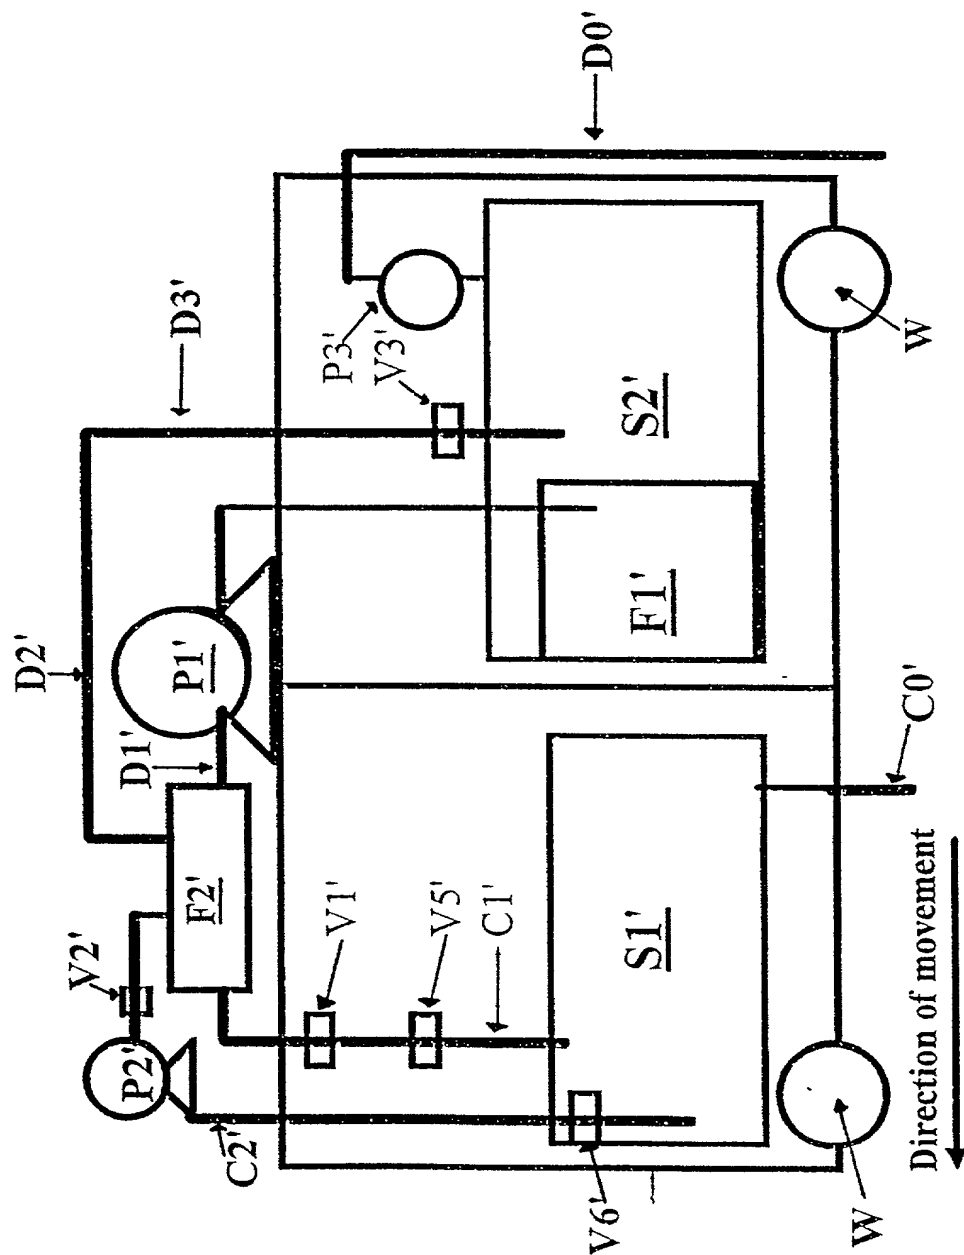 D0'
D3'
P3'
V3'
W
S2'
D2'
P1'
F1'
D1'
C0'
F2'
V2'
V1'
V5'
C1'
S1'
P2'
C2'
V6'
W
Direction of movement